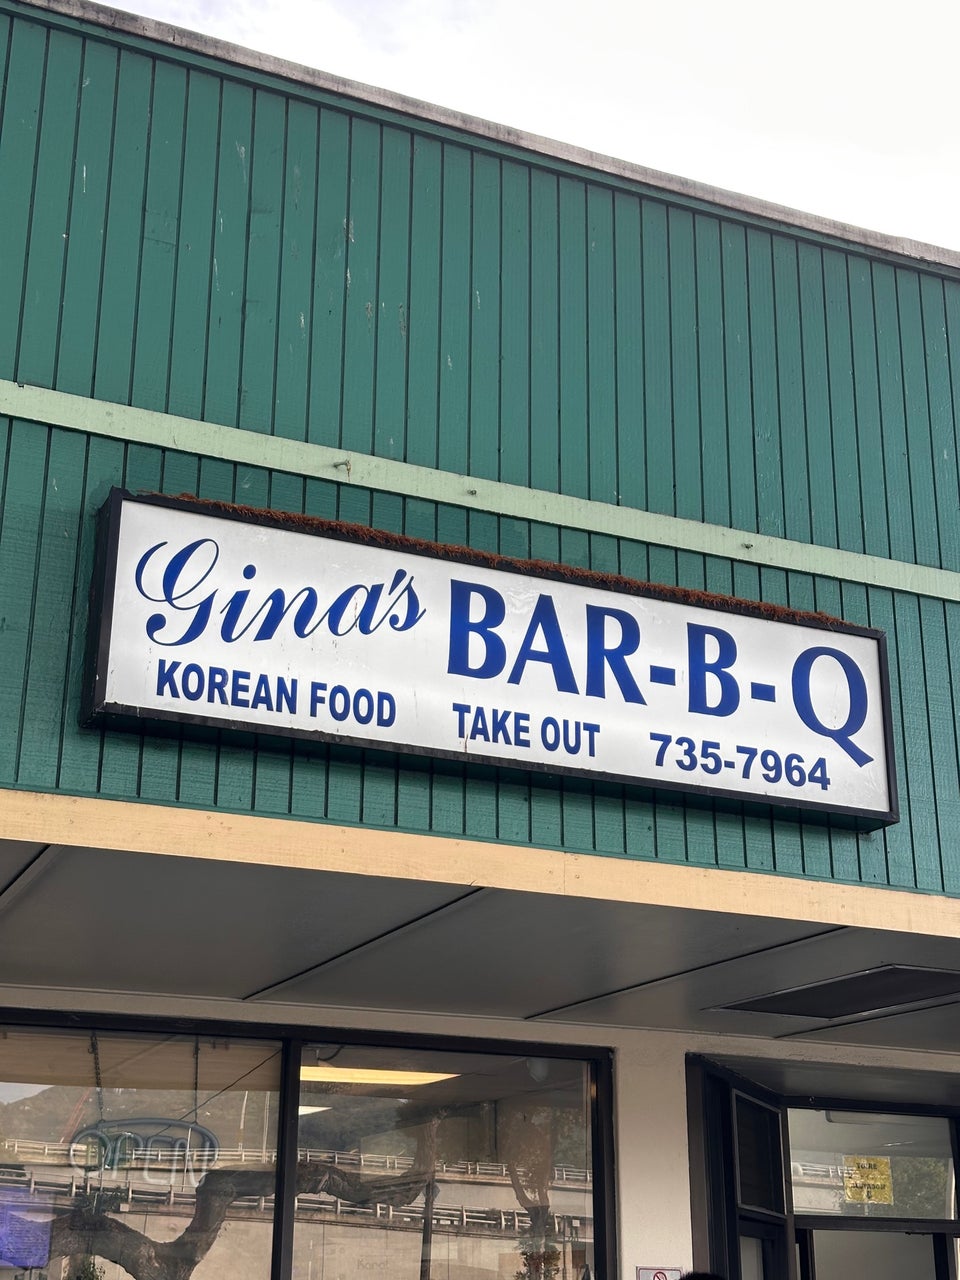 Gina's BAR-B-Q
KOREAN FOOD TAKE OUT 735-7964
OPEN